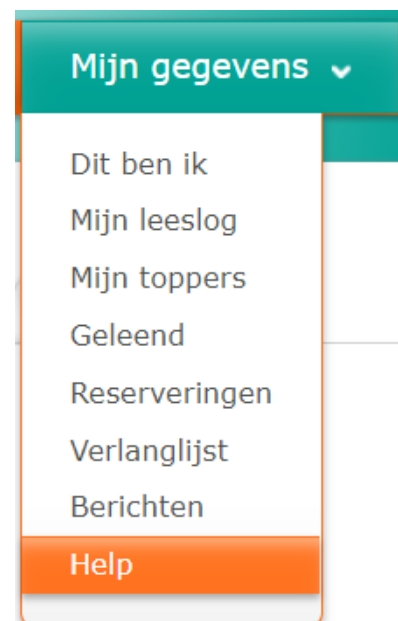 Mijn gegevens
Dit ben ik
Mijn leeslog
Mijn toppers
Geleend
Reserveringen
Verlanglijst
Berichten
Help